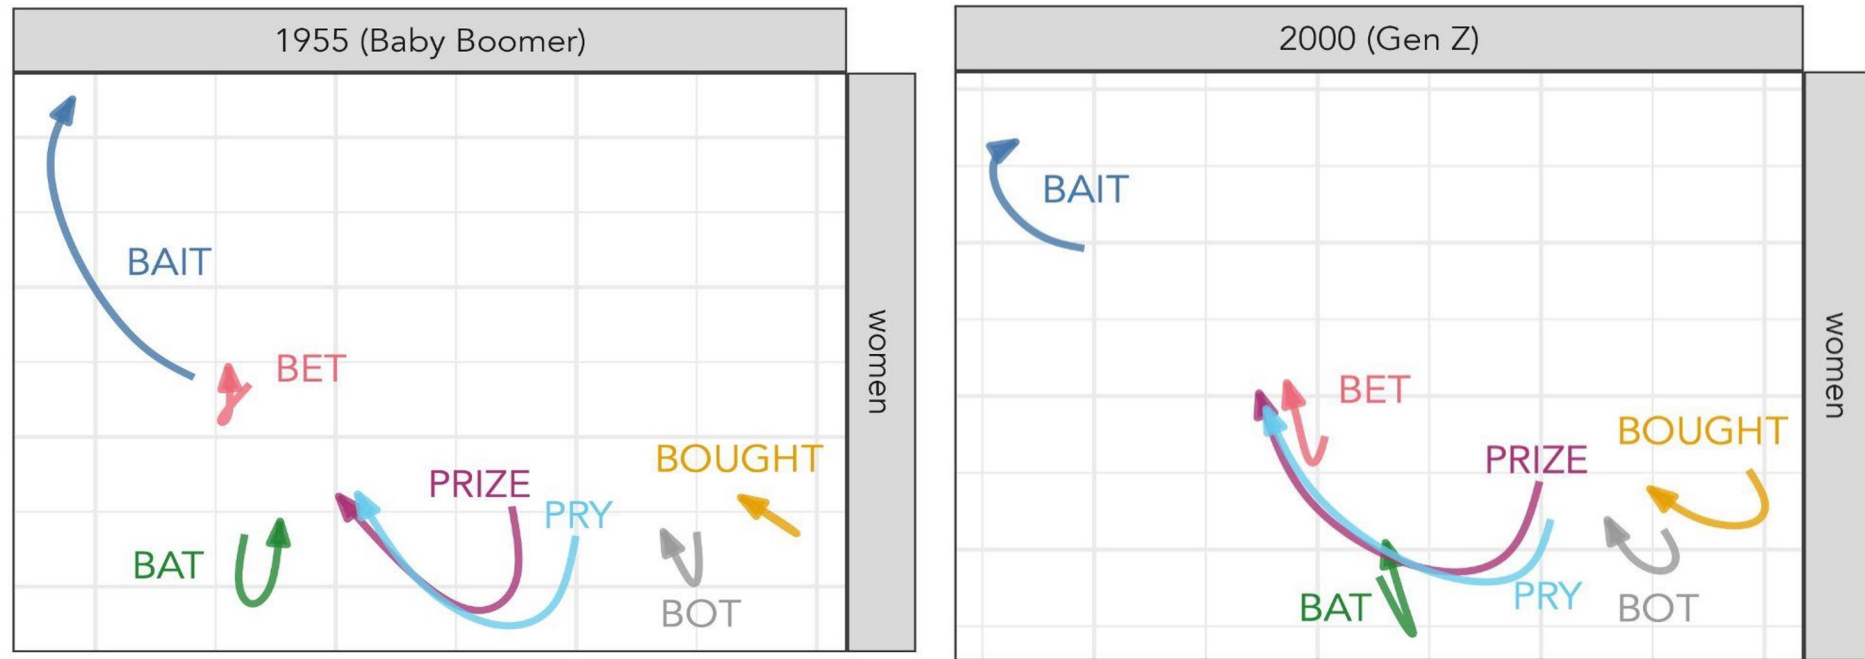 1955 (Baby Boomer)
BAIT
BET
PRIZE
BOUGHT
PRY
BAT
BOT
women
2000 (Gen Z)
BAIT
BET
BOUGHT
PRIZE
PRY
BAT
BOT
women